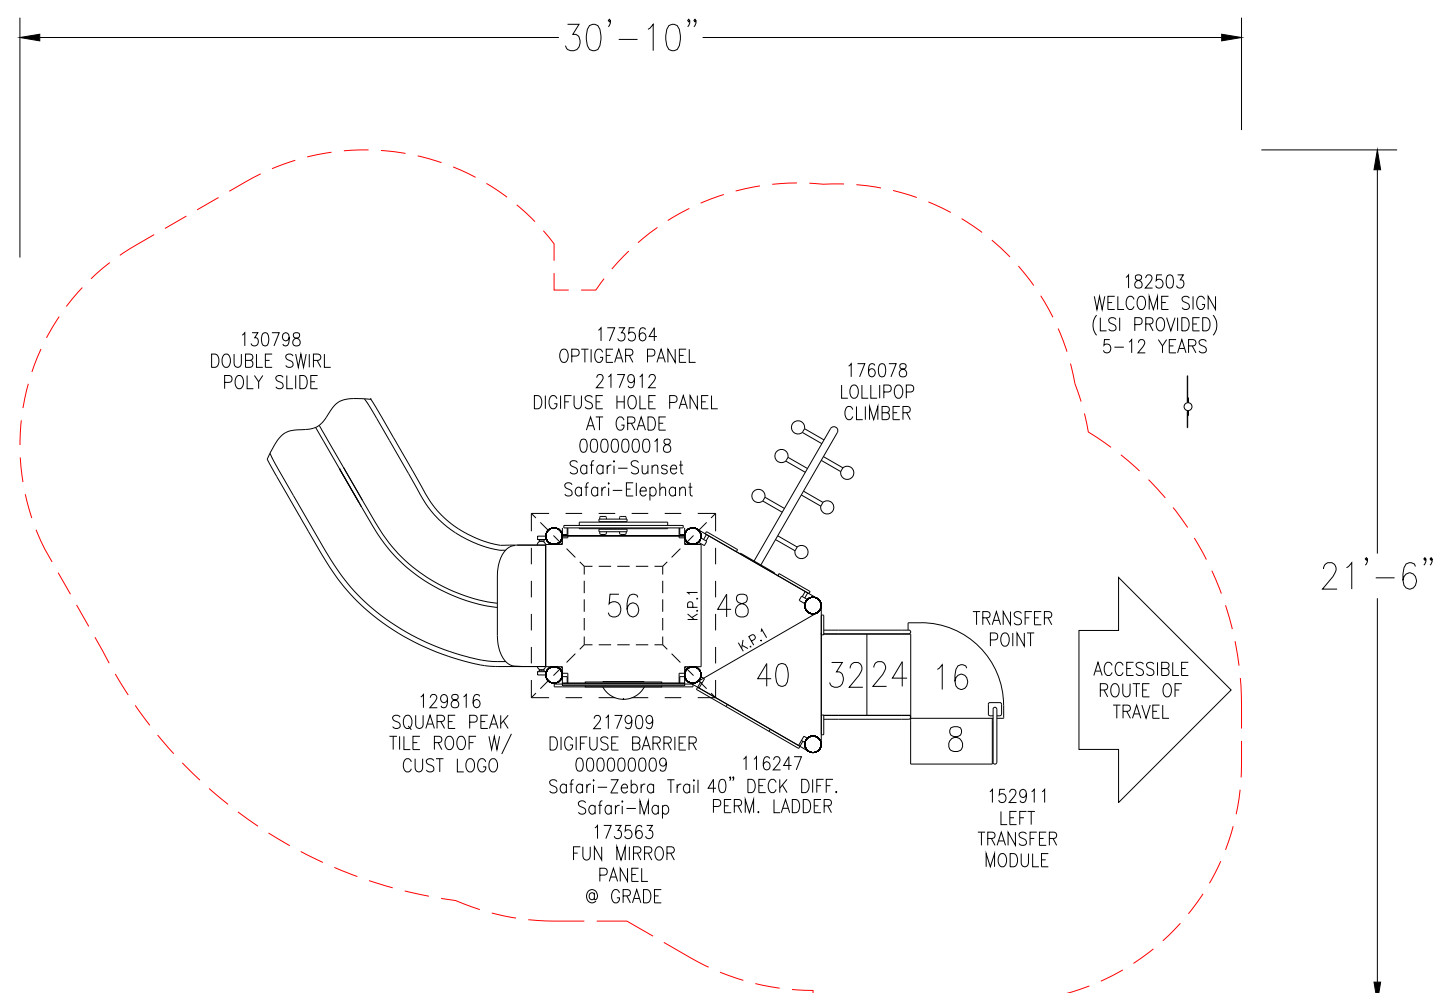 30'-10"
182503
WELCOME SIGN
(LSI PROVIDED)
5-12 YEARS
130798
DOUBLE SWIRL
POLY SLIDE
173564
OPTIGEAR PANEL
217912
DIGIFUSE HOLE PANEL
AT GRADE
000000018
Safari-Sunset
Safari-Elephant
176078
LOLLIPOP
CLIMBER
21'-6"
56
K.P.1
48
K.P.1
40
32
24
16
8
TRANSFER
POINT
ACCESSIBLE
ROUTE OF
TRAVEL
129816
SQUARE PEAK
TILE ROOF W/
CUST LOGO
217909
DIGIFUSE BARRIER
000000009
Safari-Zebra Trail
Safari-Map
173563
FUN MIRROR
PANEL
@ GRADE
116247
40" DECK DIFF.
PERM. LADDER
152911
LEFT
TRANSFER
MODULE